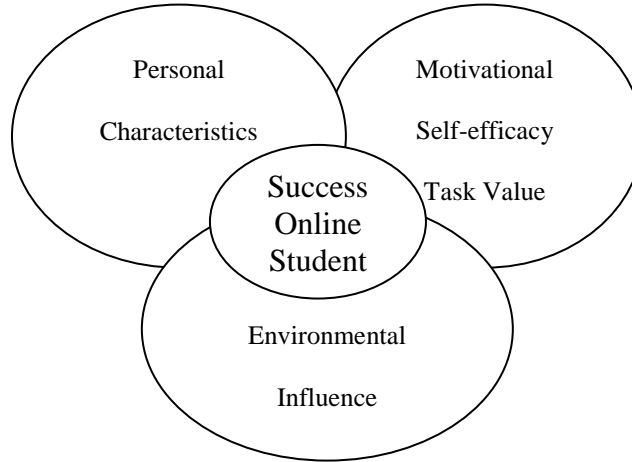 Personal
Characteristics
Motivational
Self-efficacy
Task Value
Success
Online
Student
Environmental
Influence